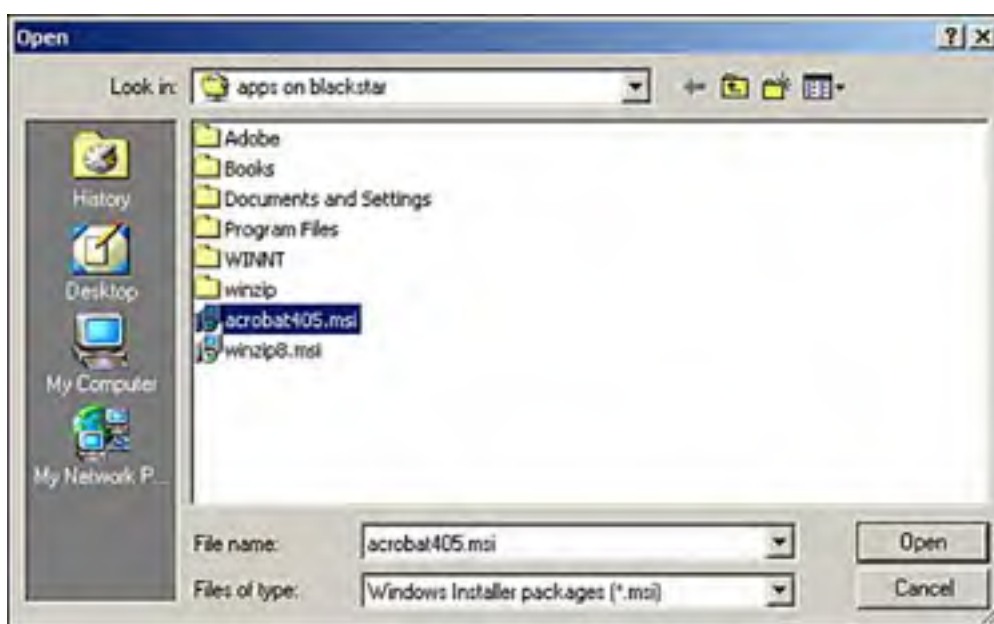 Open
Look in: apps on blackstar
History
Desktop
My Computer
My Network P...
Adobe
Books
Documents and Settings
Program Files
WINNT
winzip
acrobat405.msi
winzip8.msi
File name: acrobat405.msi Open
Files of type: Windows Installer packages (*.msi) Cancel